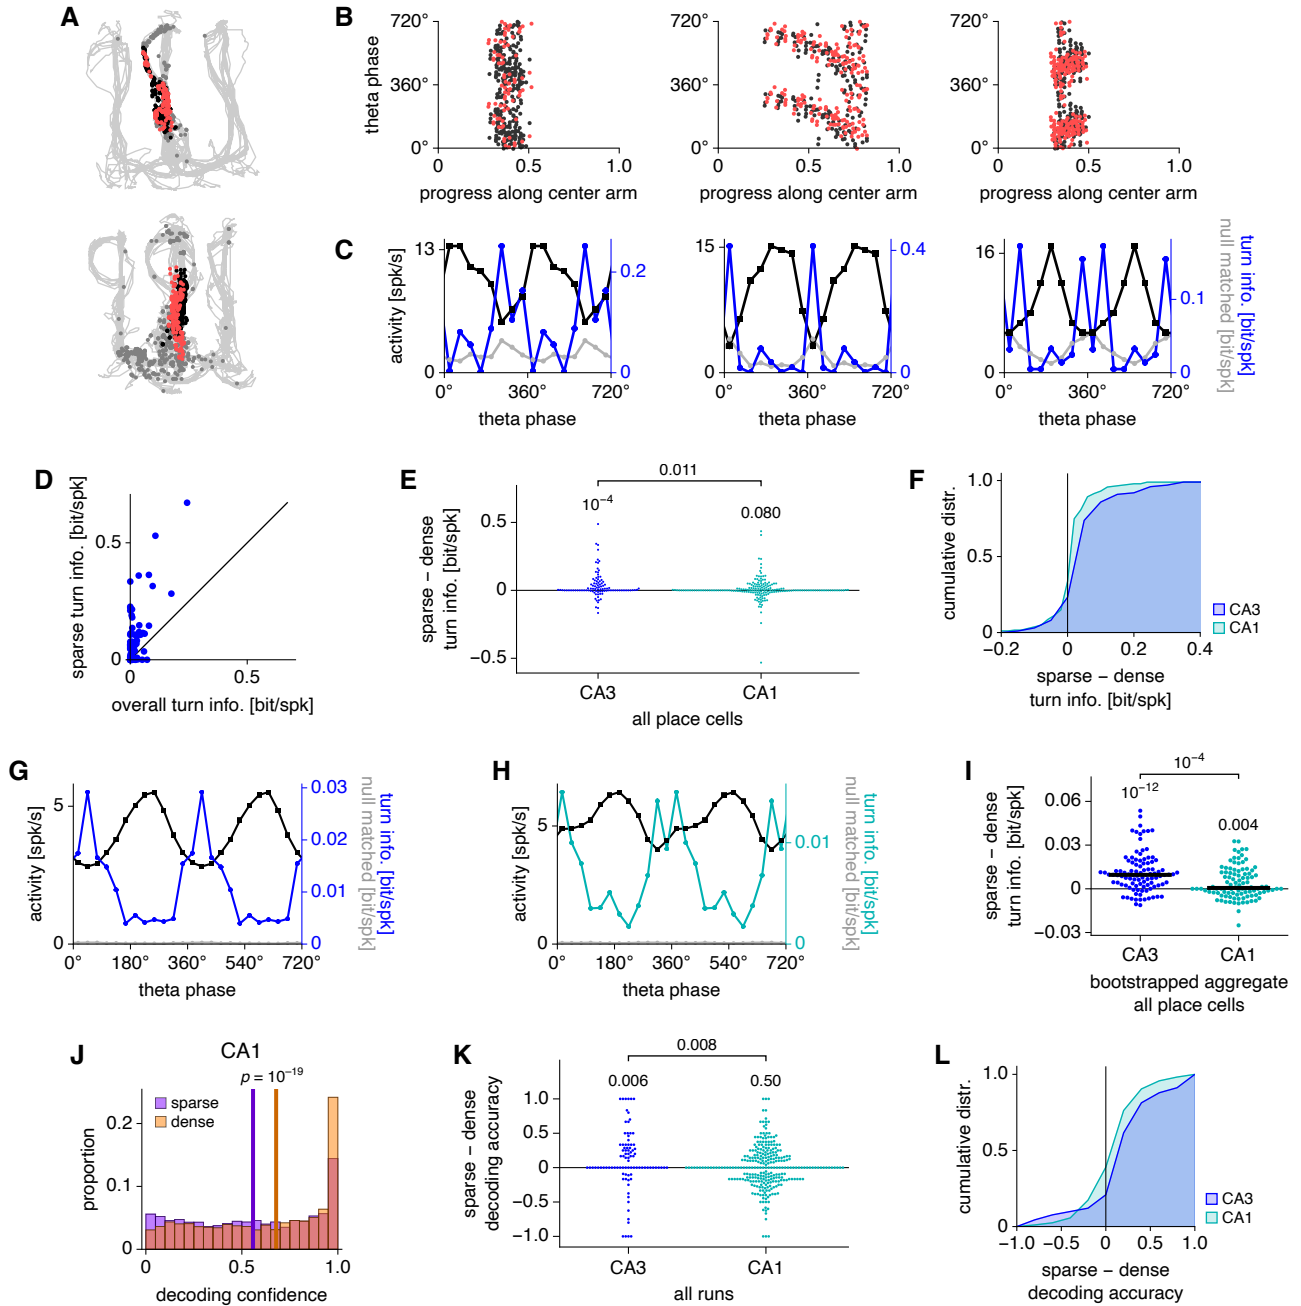 A
B
720°
360°
0°
theta phase
0
0.5
1.0
progress along center arm
720°
360°
0°
0
0.5
1.0
progress along center arm
720°
360°
0°
0
0.5
1.0
progress along center arm
C
activity [spk/s]
13
0
0.2
0
0°
360°
720°
theta phase
15
0
0.4
0
0°
360°
720°
theta phase
16
0
0.1
0
0°
360°
720°
theta phase
turn info. [bit/spk]
null matched [bit/spk]
D
sparse turn info. [bit/spk]
0.5
0
0
0.5
overall turn info. [bit/spk]
E
sparse − dense
turn info. [bit/spk]
0.5
0
−0.5
0.011
10⁻⁴
0.080
CA3
CA1
all place cells
F
cumulative distr.
1.0
0.5
0
−0.2
0
0.2
0.4
sparse − dense
turn info. [bit/spk]
CA3
CA1
G
activity [spk/s]
5
0
0.03
0.02
0.01
0
0°
180°
360°
540°
720°
theta phase
turn info. [bit/spk]
null matched [bit/spk]
H
activity [spk/s]
5
0
0.01
0
0°
180°
360°
540°
720°
theta phase
turn info. [bit/spk]
null matched [bit/spk]
I
sparse − dense
turn info. [bit/spk]
0.06
0.03
0
−0.03
10⁻⁴
10⁻¹²
0.004
CA3
CA1
bootstrapped aggregate
all place cells
J
CA1
p = 10⁻¹⁹
sparse
dense
proportion
0.2
0.1
0
0
0.5
1.0
decoding confidence
K
sparse − dense
decoding accuracy
1.0
0.5
0
−0.5
−1.0
0.008
0.006
0.50
CA3
CA1
all runs
L
cumulative distr.
1.0
0.5
0
−1.0
−0.5
0
0.5
1.0
sparse − dense
decoding accuracy
CA3
CA1